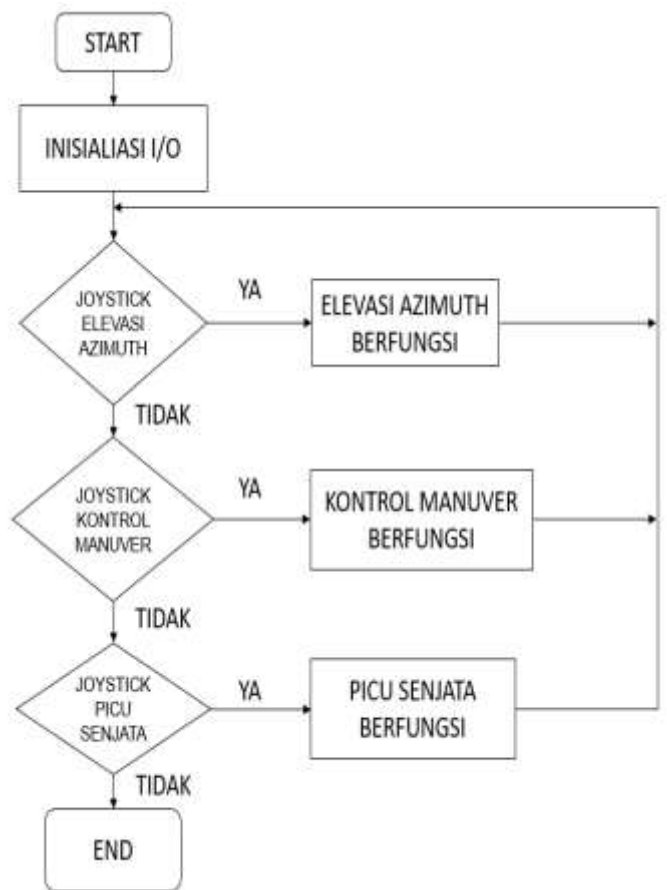 START
INISIALIASI I/O
JOYSTICK
ELEVASI
AZIMUTH
YA
ELEVASI AZIMUTH
BERFUNGSI
TIDAK
JOYSTICK
KONTROL
MANUVER
YA
KONTROL MANUVER
BERFUNGSI
TIDAK
JOYSTICK
PICU
SENJATA
YA
PICU SENJATA
BERFUNGSI
TIDAK
END